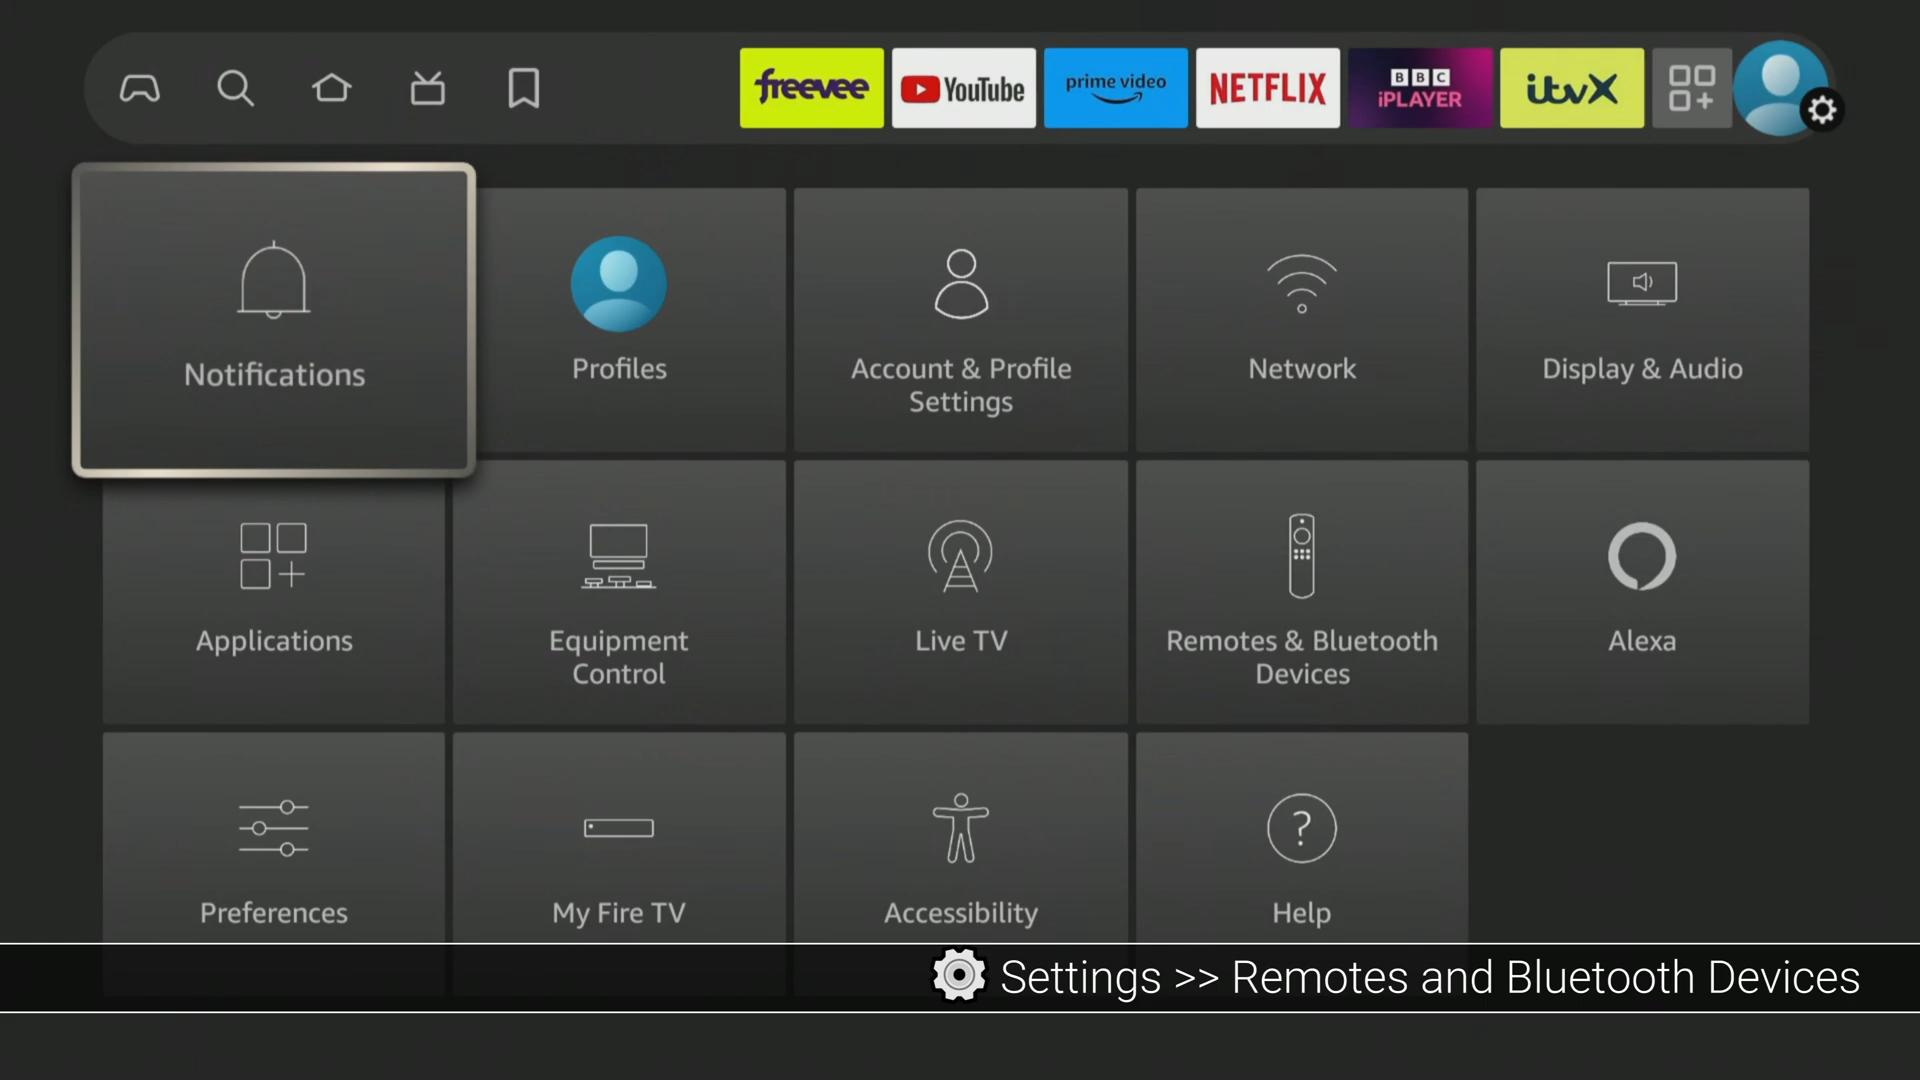 freevee
YouTube
prime video
NETFLIX
BBC
iPLAYER
itvX
Notifications
Profiles
Account & Profile
Settings
Network
Display & Audio
Applications
Equipment
Control
Live TV
Remotes & Bluetooth
Devices
Alexa
Preferences
My Fire TV
Accessibility
?
Help
Settings >> Remotes and Bluetooth Devices